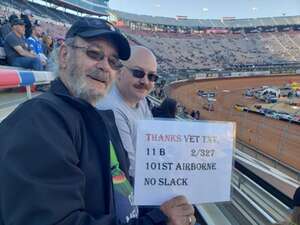 THANKS VET TIX,
11 B 2/327
101ST AIRBORNE
NO SLACK